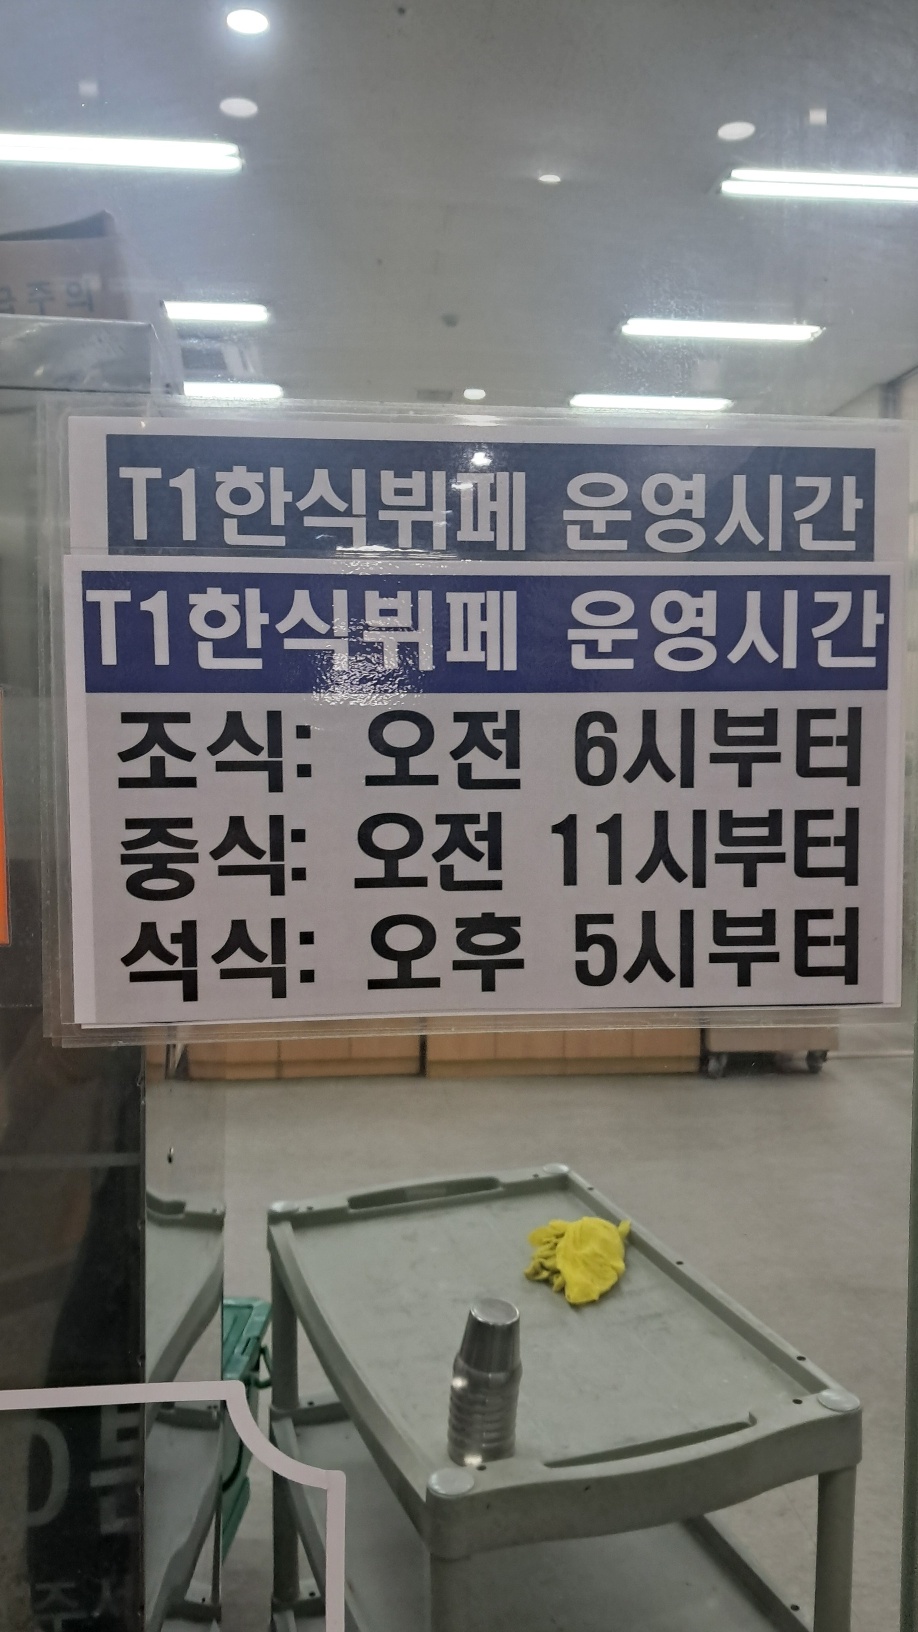 주의
T1한식뷔페 운영시간
T1한식뷔페 운영시간
조식: 오전 6시부터
중식: 오전 11시부터
석식: 오후 5시부터